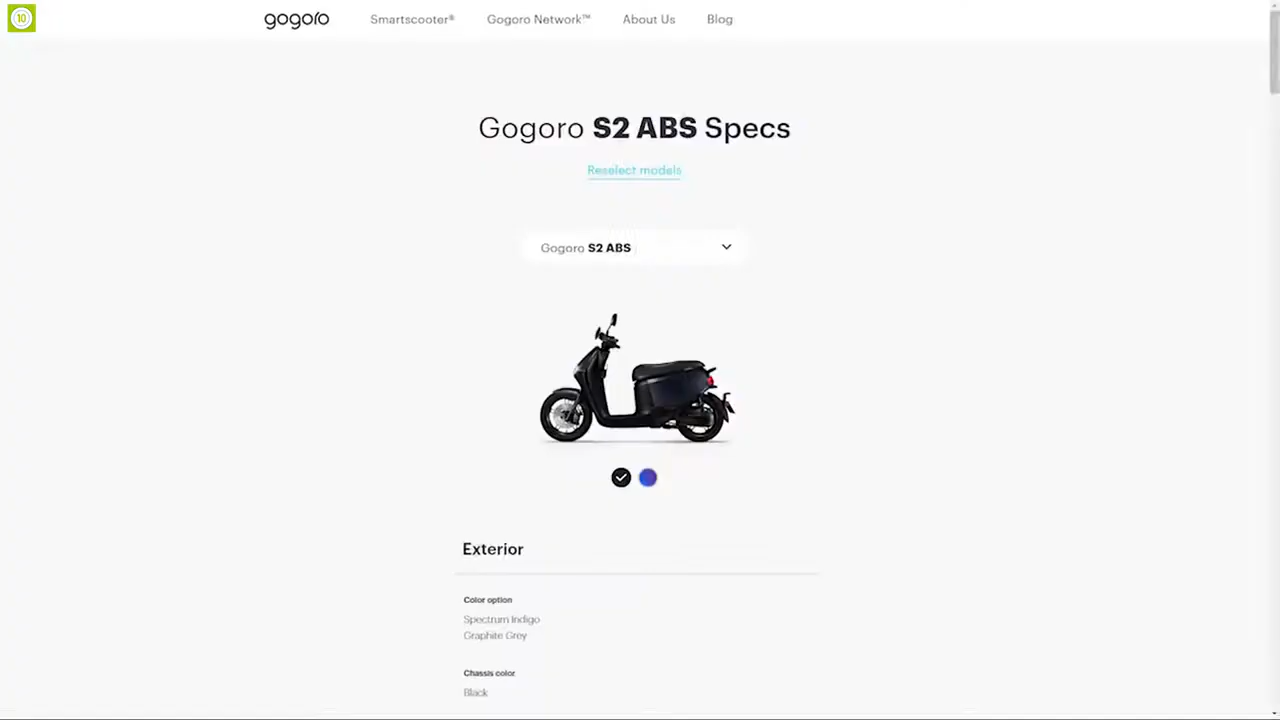 10
gogoro Smartscooter® Gogoro Network™ About Us Blog
Gogoro S2 ABS Specs
Reselect models
Gogoro S2 ABS
Exterior
Color option
Spectrum Indigo
Graphite Grey
Chassis color
Black